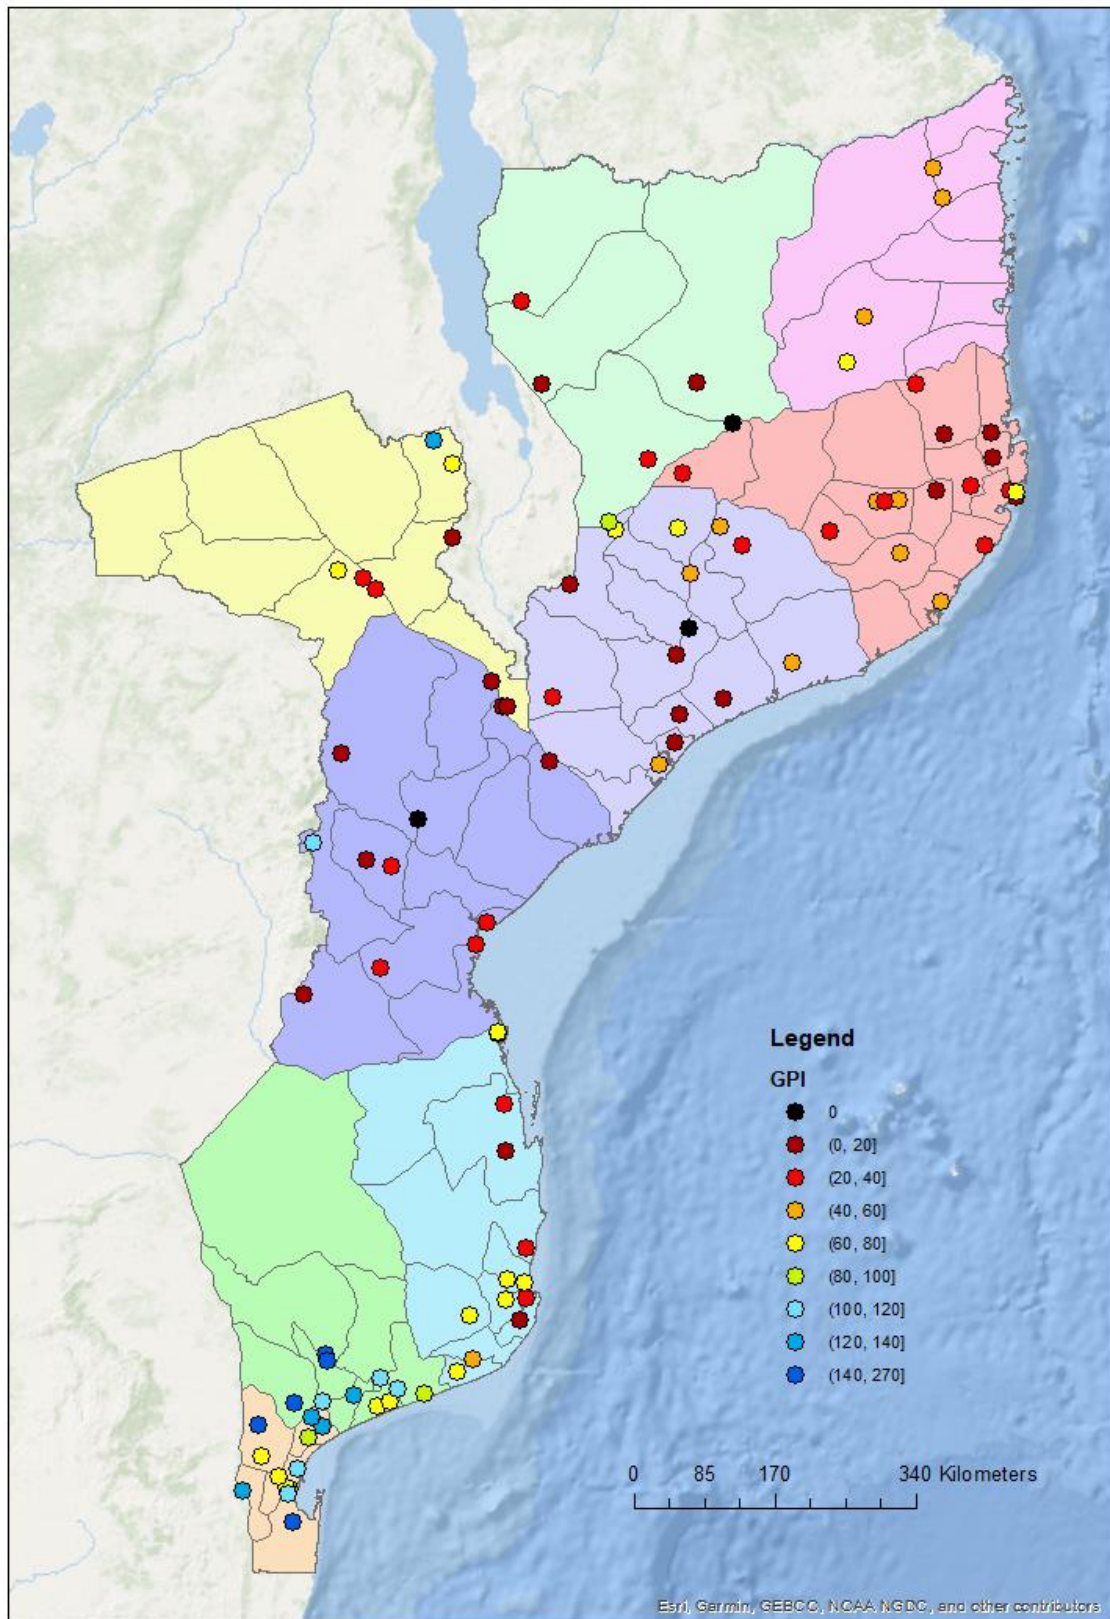 Legend
GPI
0
(0, 20]
(20, 40]
(40, 60]
(60, 80]
(80, 100]
(100, 120]
(120, 140]
(140, 270]
0 85 170 340 Kilometers
Esri, Garmin, GEBCO, NOAA NGDC, and other contributors